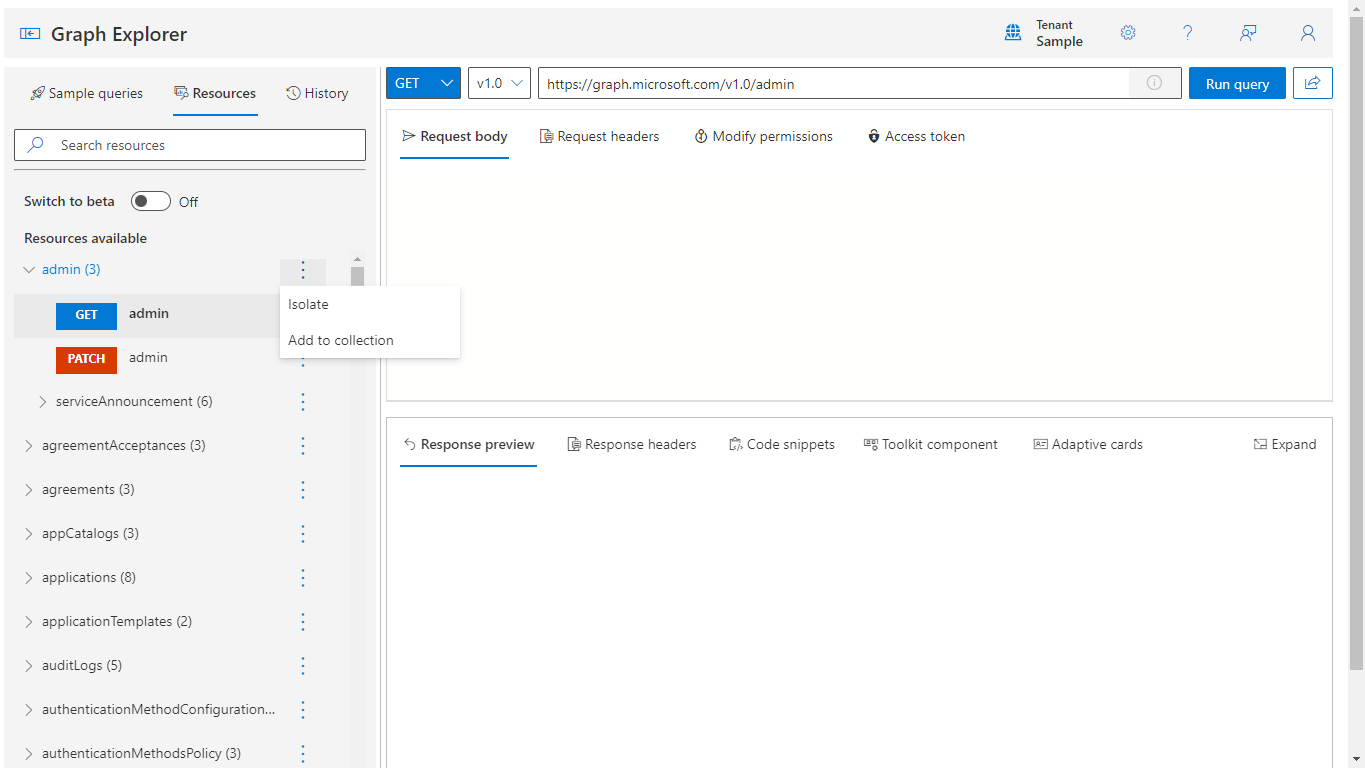 Graph Explorer
Tenant
Sample
Sample queries
Resources
History
Search resources
Switch to beta
Off
Resources available
admin (3)
GET
admin
PATCH
admin
Isolate
Add to collection
serviceAnnouncement (6)
agreementAcceptances (3)
agreements (3)
appCatalogs (3)
applications (8)
applicationTemplates (2)
auditLogs (5)
authenticationMethodConfiguration...
authenticationMethodsPolicy (3)
GET
v1.0
https://graph.microsoft.com/v1.0/admin
Run query
Request body
Request headers
Modify permissions
Access token
Response preview
Response headers
Code snippets
Toolkit component
Adaptive cards
Expand